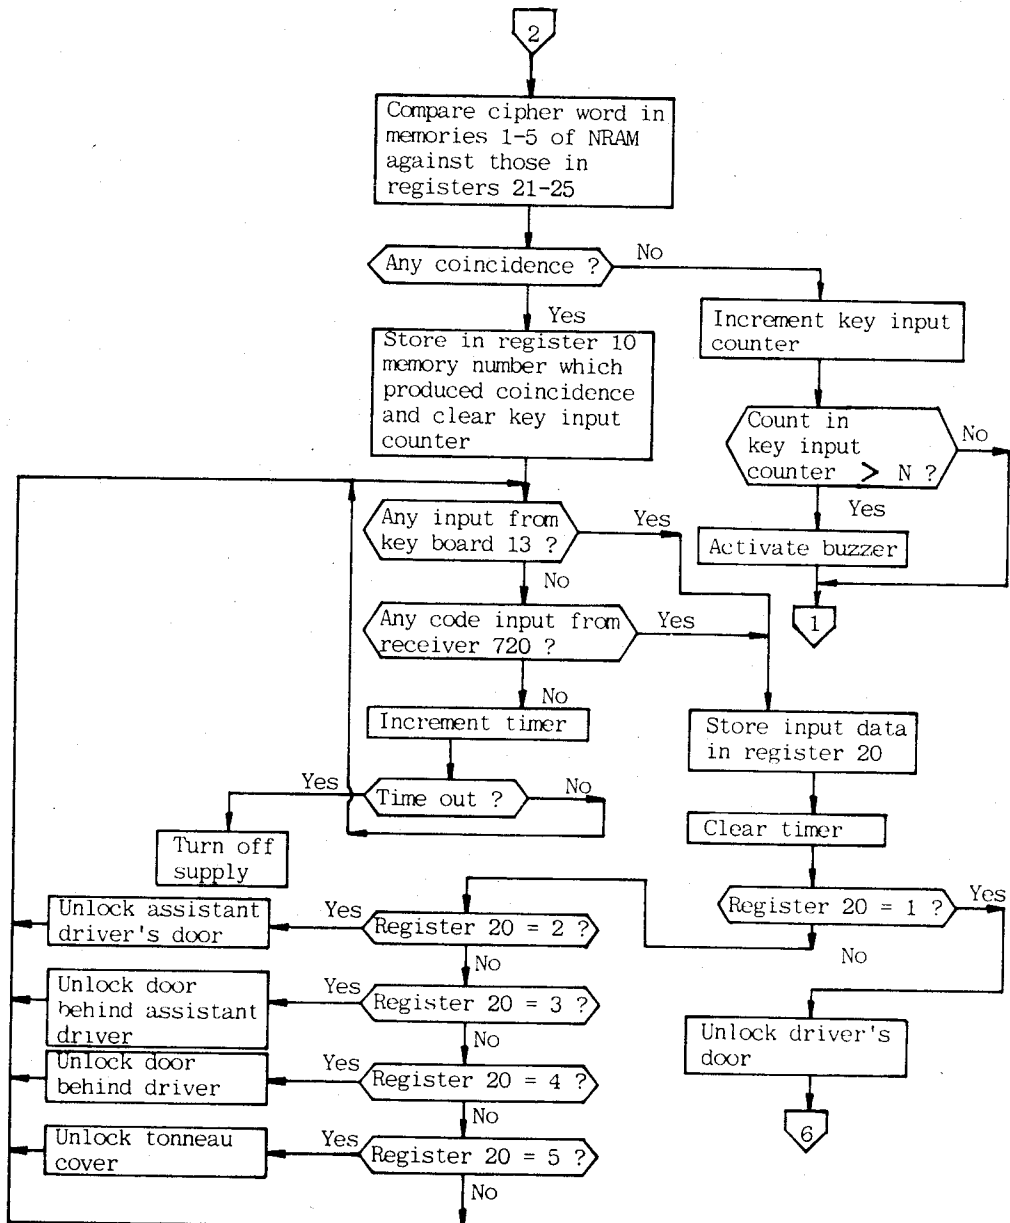 2
Compare cipher word in
memories 1-5 of NRAM
against those in
registers 21-25
Any coincidence ?
No
Yes
Increment key input
counter
Store in register 10
memory number which
produced coincidence
and clear key input
counter
Count in
key input
counter > N ?
No
Yes
Activate buzzer
1
Any input from
key board 13 ?
Yes
No
Any code input from
receiver 720 ?
Yes
No
Increment timer
Time out ?
Yes
No
Turn off
supply
Store input data
in register 20
Clear timer
Register 20 = 1 ?
Yes
No
Unlock driver's
door
6
Register 20 = 2 ?
Yes
Unlock assistant
driver's door
No
Register 20 = 3 ?
Yes
Unlock door
behind assistant
driver
No
Register 20 = 4 ?
Yes
Unlock door
behind driver
No
Register 20 = 5 ?
Yes
Unlock tonneau
cover
No